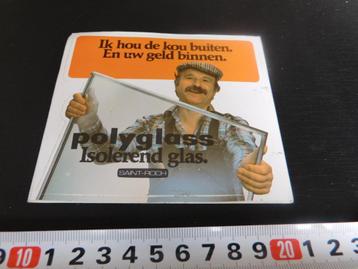 Ik hou de kou buiten.
En uw geld binnen.
polyglass
Isolerend glas.
SAINT-ROCH
9 10 1 2 3 4 5 6 7 8 9 20 1 2 3